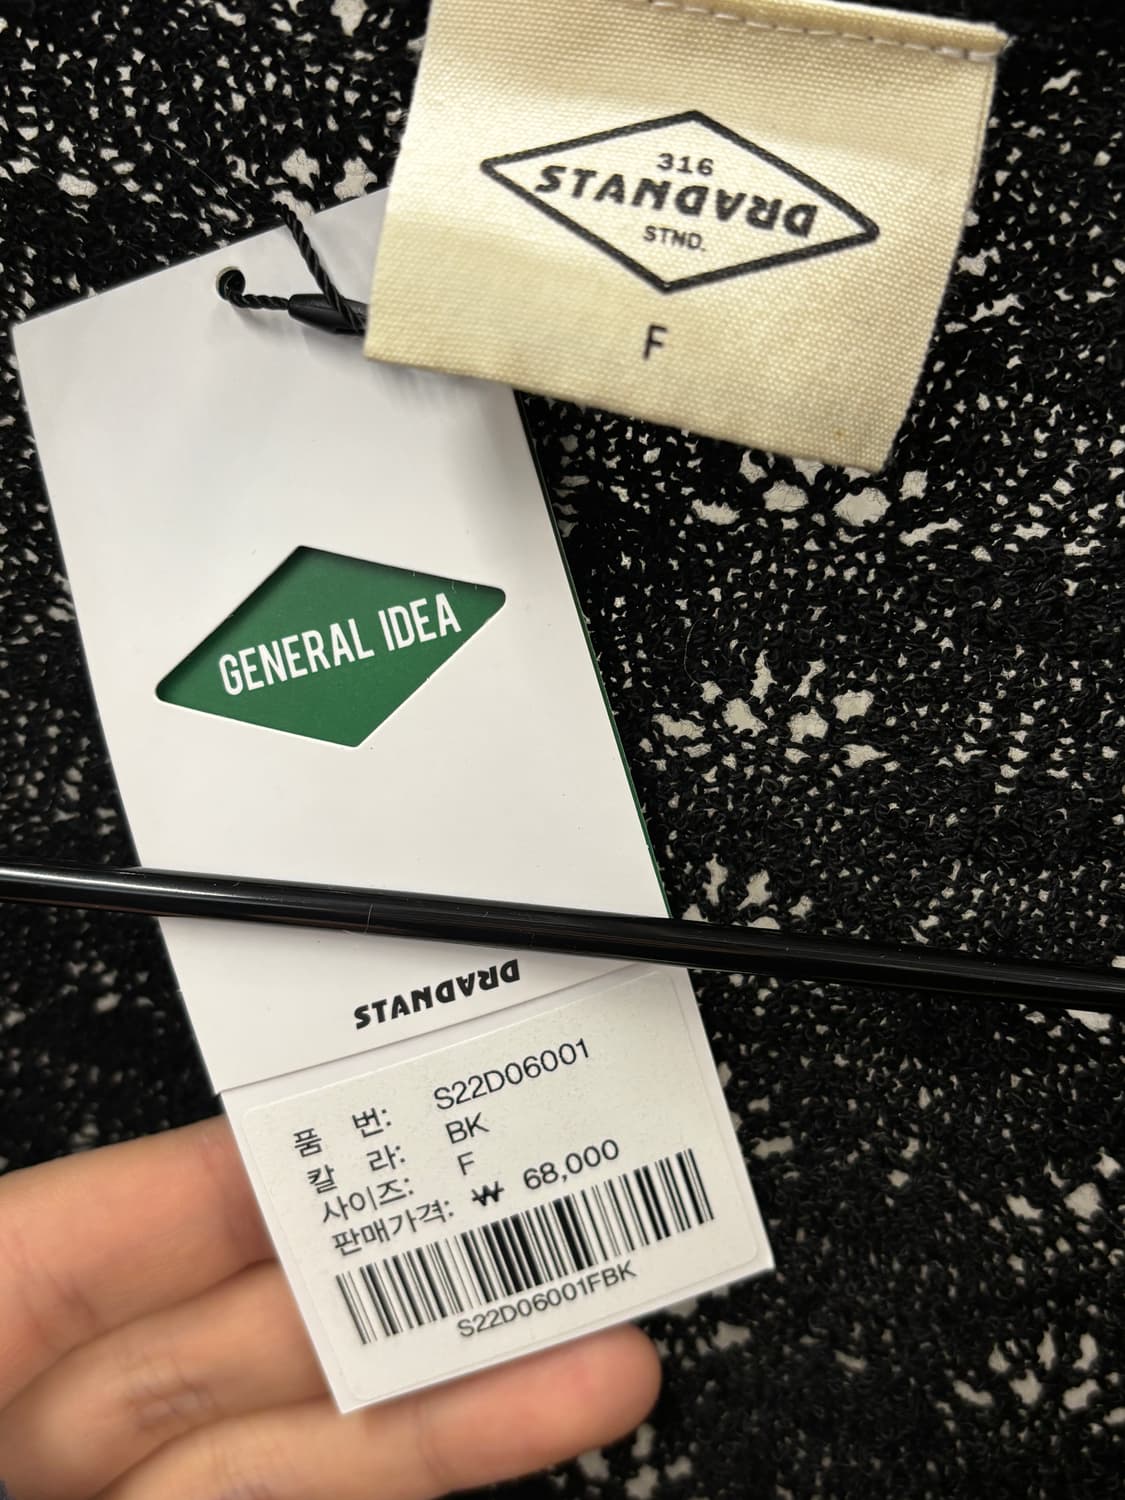 316
STANDARD
STND.
F
GENERAL IDEA
STANDARD
품 번: S22D06001
칼 라: BK
사이즈: F
판매가격: ₩ 68,000
S22D06001FBK